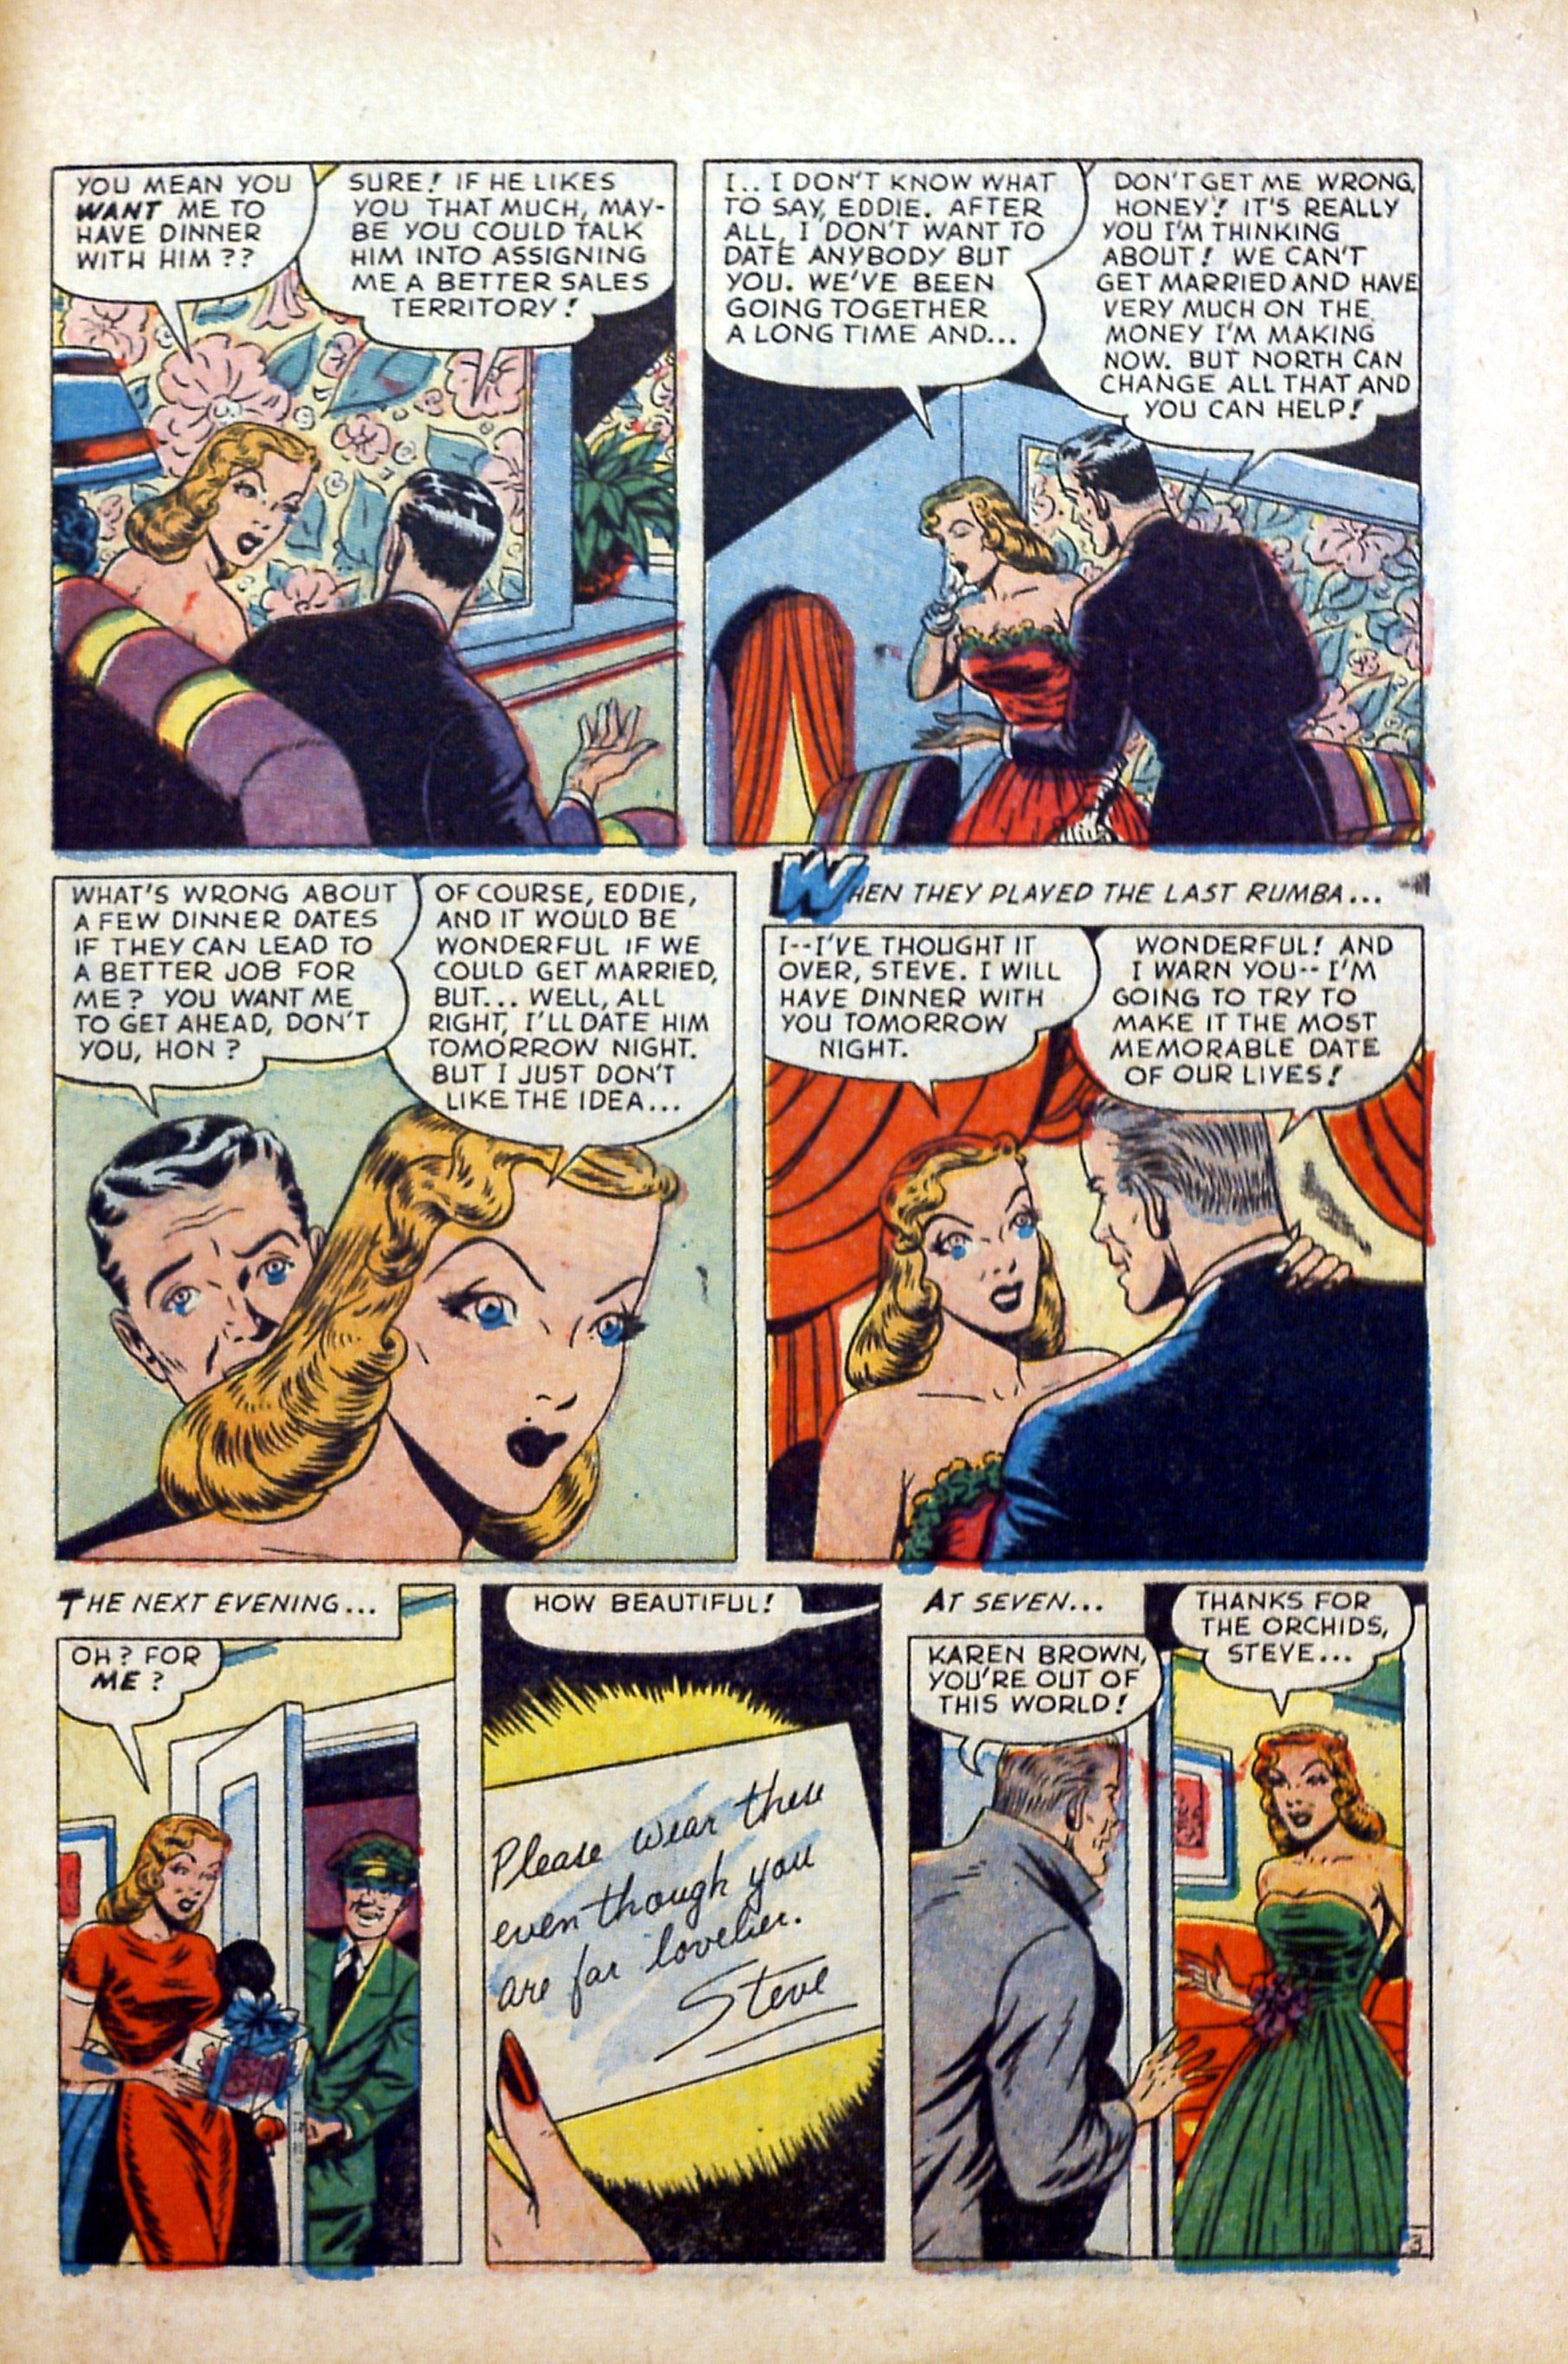 YOU MEAN YOU
WANT ME TO
HAVE DINNER
WITH HIM??
SURE! IF HE LIKES
YOU THAT MUCH, MAY-
BE YOU COULD TALK
HIM INTO ASSIGNING
ME A BETTER SALES
TERRITORY!
I.. I DON'T KNOW WHAT
TO SAY, EDDIE. AFTER
ALL, I DON'T WANT TO
DATE ANYBODY BUT
YOU. WE'VE BEEN
GOING TOGETHER
A LONG TIME AND...
DON'T GET ME WRONG,
HONEY! IT'S REALLY
YOU I'M THINKING
ABOUT! WE CAN'T
GET MARRIED AND HAVE
VERY MUCH ON THE
MONEY I'M MAKING
NOW. BUT NORTH CAN
CHANGE ALL THAT AND
YOU CAN HELP!
WHAT'S WRONG ABOUT
A FEW DINNER DATES
IF THEY CAN LEAD TO
A BETTER JOB FOR
ME? YOU WANT ME
TO GET AHEAD, DON'T
YOU, HON?
OF COURSE, EDDIE,
AND IT WOULD BE
WONDERFUL IF WE
COULD GET MARRIED,
BUT... WELL, ALL
RIGHT, I'LL DATE HIM
TOMORROW NIGHT.
BUT I JUST DON'T
LIKE THE IDEA...
WHEN THEY PLAYED THE LAST RUMBA...
I--I'VE THOUGHT IT
OVER, STEVE. I WILL
HAVE DINNER WITH
YOU TOMORROW
NIGHT.
WONDERFUL! AND
I WARN YOU-- I'M
GOING TO TRY TO
MAKE IT THE MOST
MEMORABLE DATE
OF OUR LIVES!
THE NEXT EVENING...
OH? FOR
ME?
HOW BEAUTIFUL!
Please wear these
even though you
are far lovelier.
Steve
AT SEVEN...
KAREN BROWN,
YOU'RE OUT OF
THIS WORLD!
THANKS FOR
THE ORCHIDS,
STEVE...
3